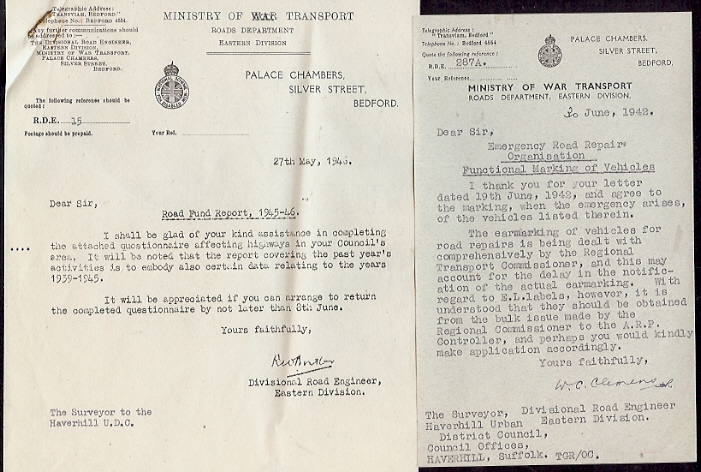 Telegraphic Address:
"Transvian, Bedford."
Telephone No.: Bedford 4554.
Any further communications should
be addressed to:—
The Divisional Road Engineers,
Eastern Division,
Ministry of War Transport,
Palace Chambers,
Silver Street,
Bedford.
The following reference should be
quoted:
R.D.E. 15
Postage should be prepaid.
Your Ref.
MINISTRY OF WAR TRANSPORT
ROADS DEPARTMENT
EASTERN DIVISION
PALACE CHAMBERS,
SILVER STREET,
BEDFORD.
27th May, 1946.
Dear Sir,
Road Fund Report, 1945-46.
I shall be glad of your kind assistance in completing
the attached questionnaire affecting highways in your Council's
area. It will be noted that the report covering the past year's
activities is to embody also certain data relating to the years
1939-1945.
It will be appreciated if you can arrange to return
the completed questionnaire by not later than 8th June.
Yours faithfully,
Divisional Road Engineer,
Eastern Division.
The Surveyor to the
Haverhill U.D.C.
Telegraphic Address:
"Transviam, Bedford."
Telephone No.: Bedford 4554
Quote the following reference:
R.D.E. 287A.
Your Reference
PALACE CHAMBERS,
SILVER STREET,
BEDFORD.
MINISTRY OF WAR TRANSPORT
ROADS DEPARTMENT, EASTERN DIVISION.
June, 1942.
Dear Sir,
Emergency Road Repair
Organisation
Functional Marking of Vehicles
I thank you for your letter
dated 19th June, 1942, and agree to
the marking, when the emergency arises,
of the vehicles listed therein.
The earmarking of vehicles for
road repairs is being dealt with
comprehensively by the Regional
Transport Commissioner, and this may
account for the delay in the notific-
ation of the actual earmarking. With
regard to E.L.labels, however, it is
understood that they should be obtained
from the bulk issue made by the
Regional Commissioner to the A.R.P.
Controller, and perhaps you would kindly
make application accordingly.
Yours faithfully,
W. C. Clemens
The Surveyor, Divisional Road Engineer
Haverhill Urban Eastern Division.
District Council,
Council Offices,
HAVERHILL, Suffolk. TGR/OC.